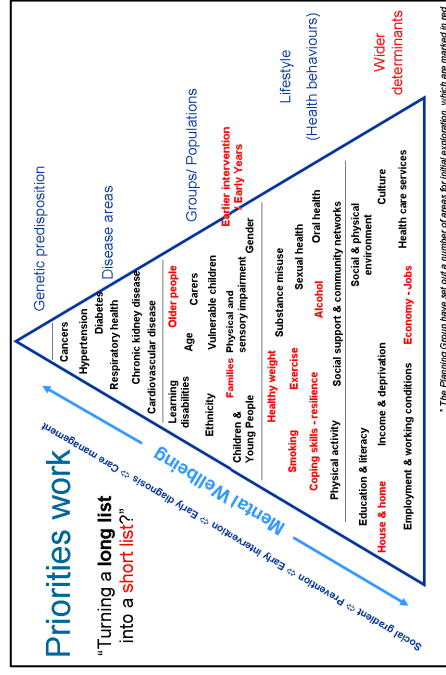 Priorities work
"Turning a long list
into a short list?"
Social gradient ⇨ Prevention ⇨ Early Intervention ⇨ Early diagnosis ⇨ Care management
Mental Wellbeing
Genetic predisposition
Cancers
Hypertension
Disease areas
Diabetes
Respiratory health
Chronic kidney disease
Cardiovascular disease
Groups/ Populations
Learning
disabilities
Older people
Age
Carers
Ethnicity
Vulnerable children
Earlier intervention
Early Years
Families
Physical and
sensory impairment
Gender
Children &
Young People
Lifestyle
(Health behaviours)
Healthy weight
Substance misuse
Smoking
Exercise
Sexual health
Coping skills - resilience
Alcohol
Oral health
Physical activity
Social support & community networks
Wider
determinants
Education & literacy
Social & physical
environment
House & home
Income & deprivation
Culture
Employment & working conditions
Economy - Jobs
Health care services
* The Planning Group have set out a number of areas for initial exploration, which are marked in red